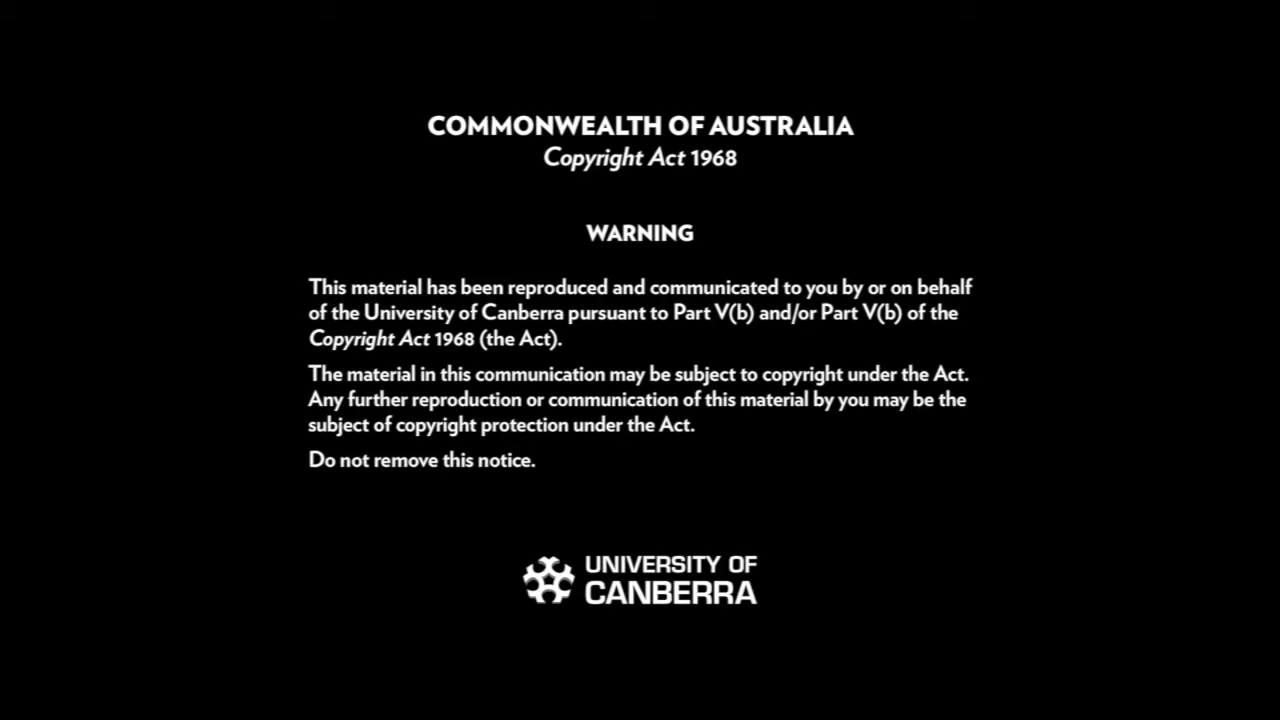 COMMONWEALTH OF AUSTRALIA
Copyright Act 1968
WARNING
This material has been reproduced and communicated to you by or on behalf
of the University of Canberra pursuant to Part V(b) and/or Part V(b) of the
Copyright Act 1968 (the Act).
The material in this communication may be subject to copyright under the Act.
Any further reproduction or communication of this material by you may be the
subject of copyright protection under the Act.
Do not remove this notice.
UNIVERSITY OF
CANBERRA